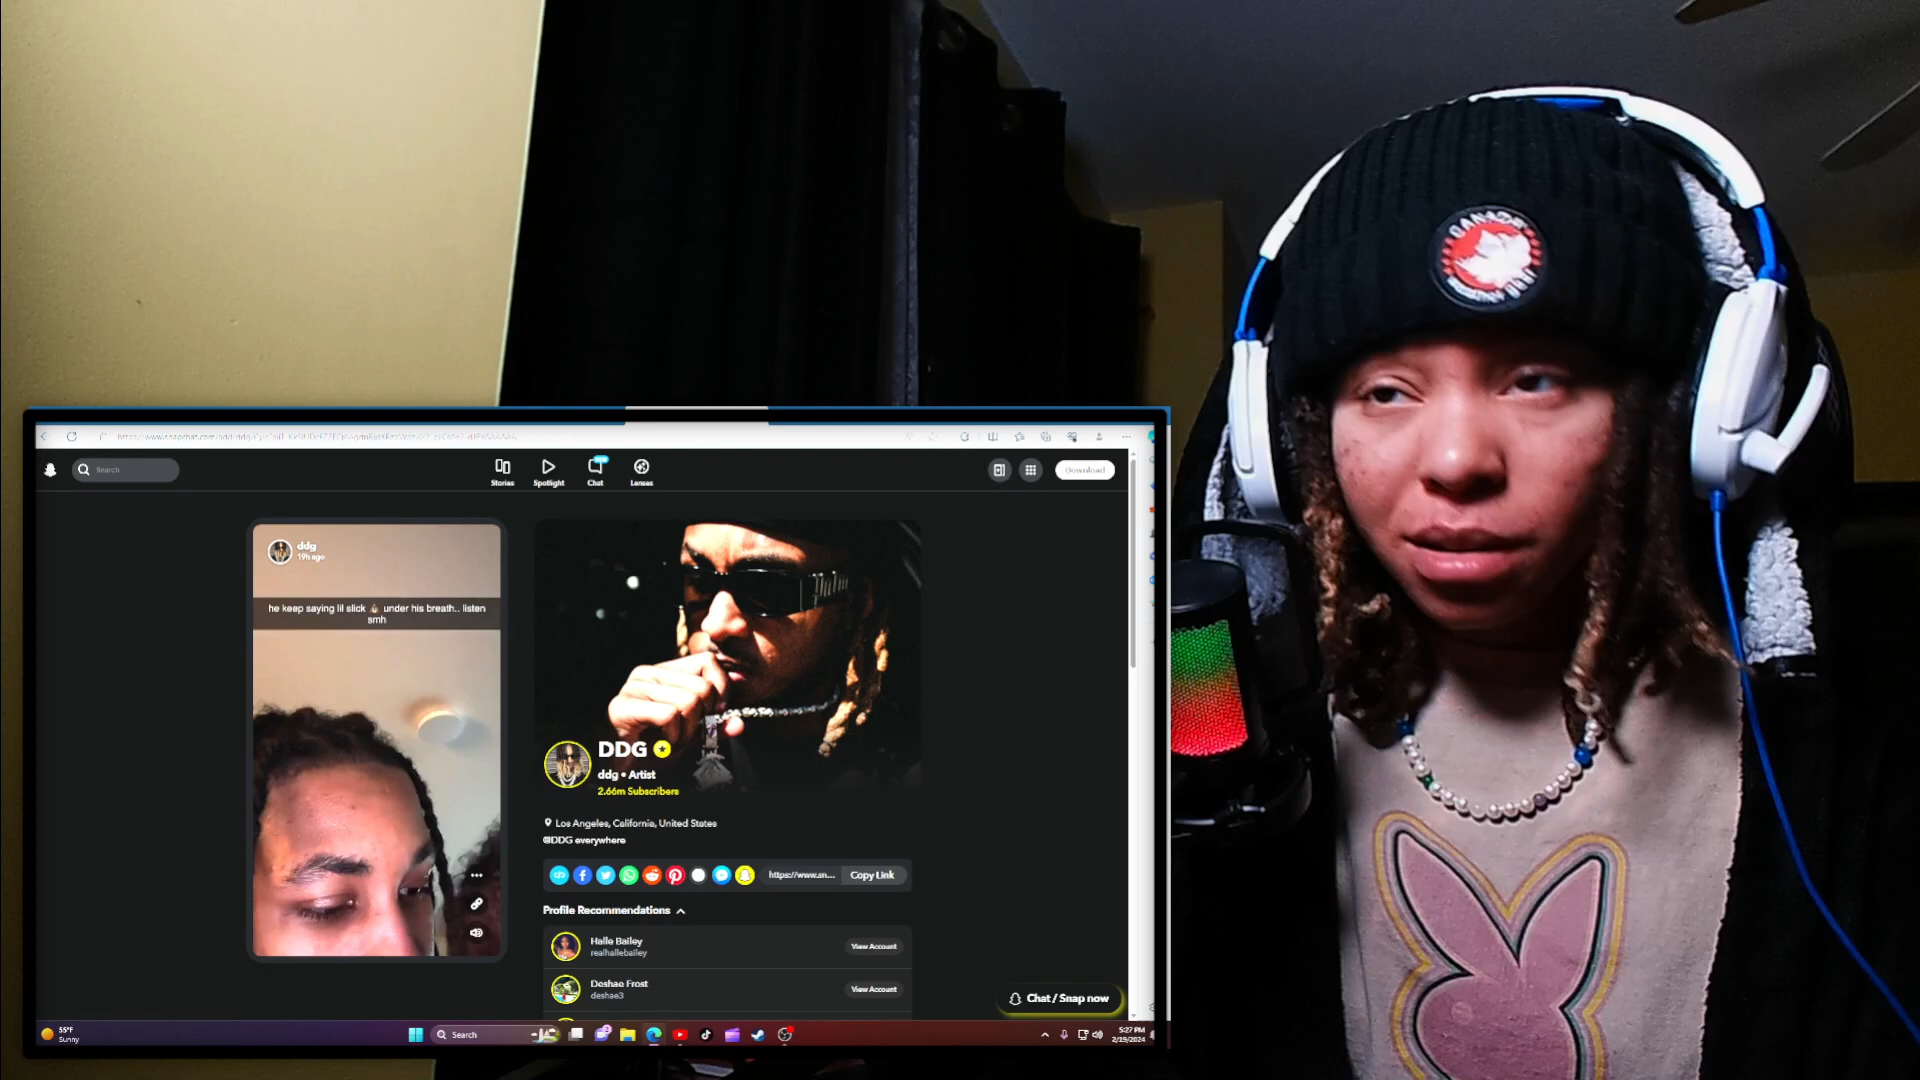 Search
Stories
Spotlight
Chat
Lenses
Download
ddg
19h ago
he keep saying lil slick 💩 under his breath.. listen
smh
DDG
ddg • Artist
2.66m Subscribers
Los Angeles, California, United States
@DDG everywhere
https://www.sn...
Copy Link
Profile Recommendations
Halle Bailey
realhallebailey
View Account
Deshae Frost
deshae3
View Account
Chat / Snap now
55°F
Sunny
Search
5:27 PM
2/19/2024
CANADA